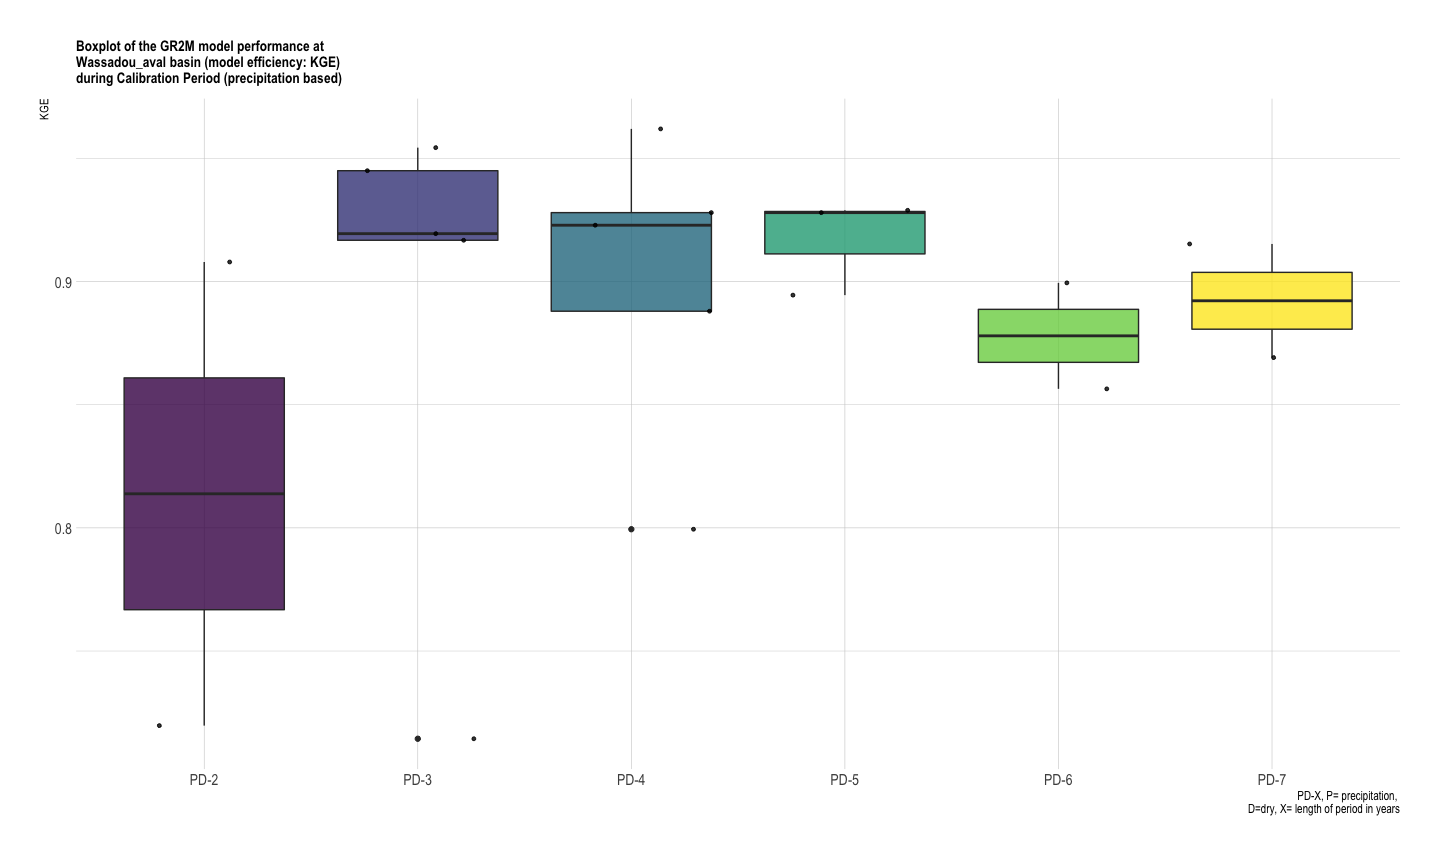 Boxplot of the GR2M model performance at
Wassadou_aval basin (model efficiency: KGE)
during Calibration Period (precipitation based)
KGE
0.9
0.8
PD-2 PD-3 PD-4 PD-5 PD-6 PD-7
PD-X, P= precipitation,
D=dry, X= length of period in years